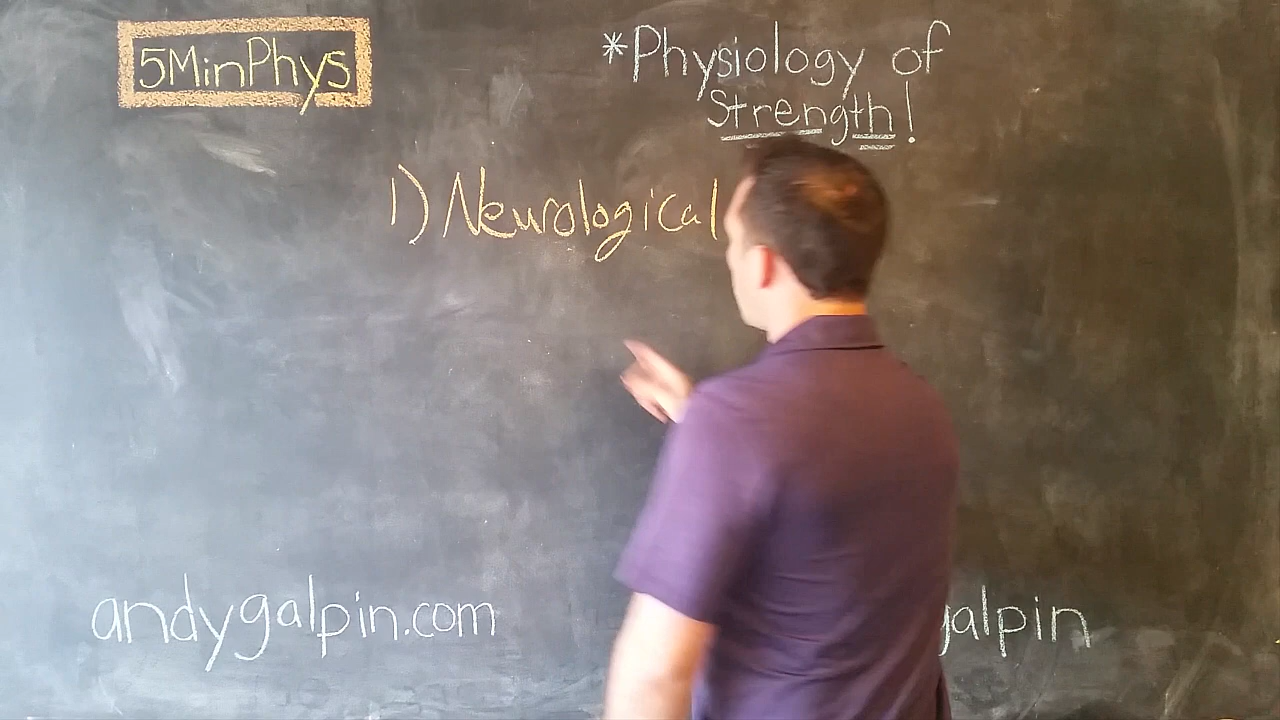 5MinPhys
*Physiology of
Strength!
1) Neurological
andygalpin.com
galpin